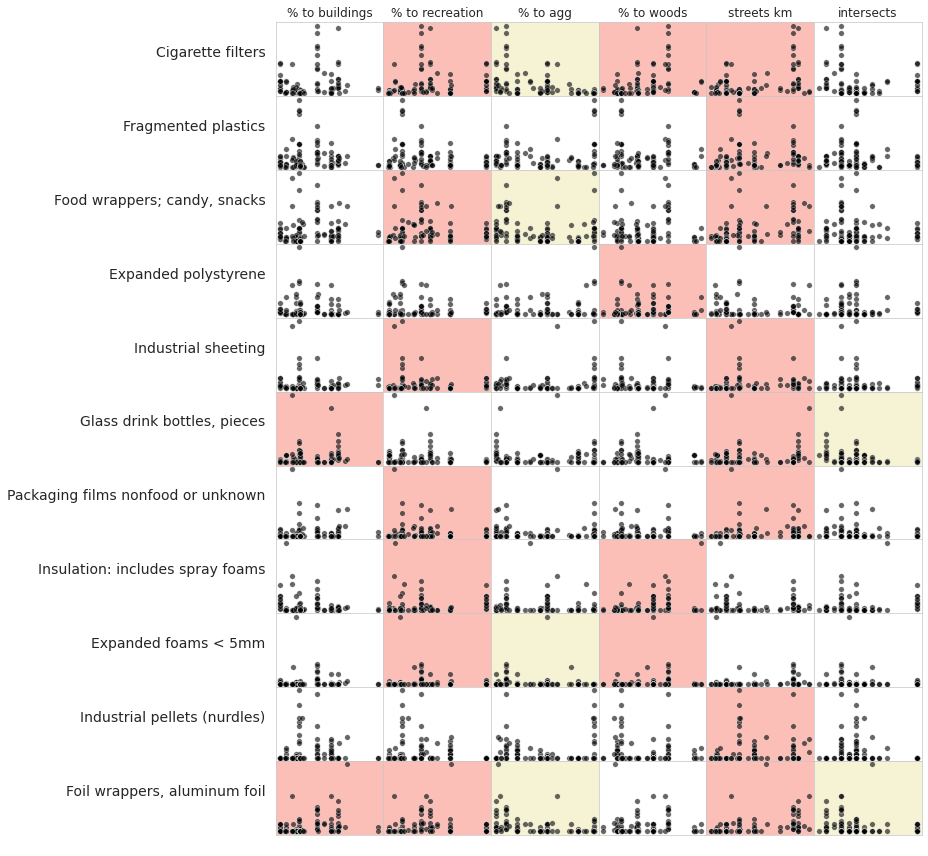 % to buildings % to recreation % to agg % to woods streets km intersects
Cigarette filters
Fragmented plastics
Food wrappers; candy, snacks
Expanded polystyrene
Industrial sheeting
Glass drink bottles, pieces
Packaging films nonfood or unknown
Insulation: includes spray foams
Expanded foams < 5mm
Industrial pellets (nurdles)
Foil wrappers, aluminum foil